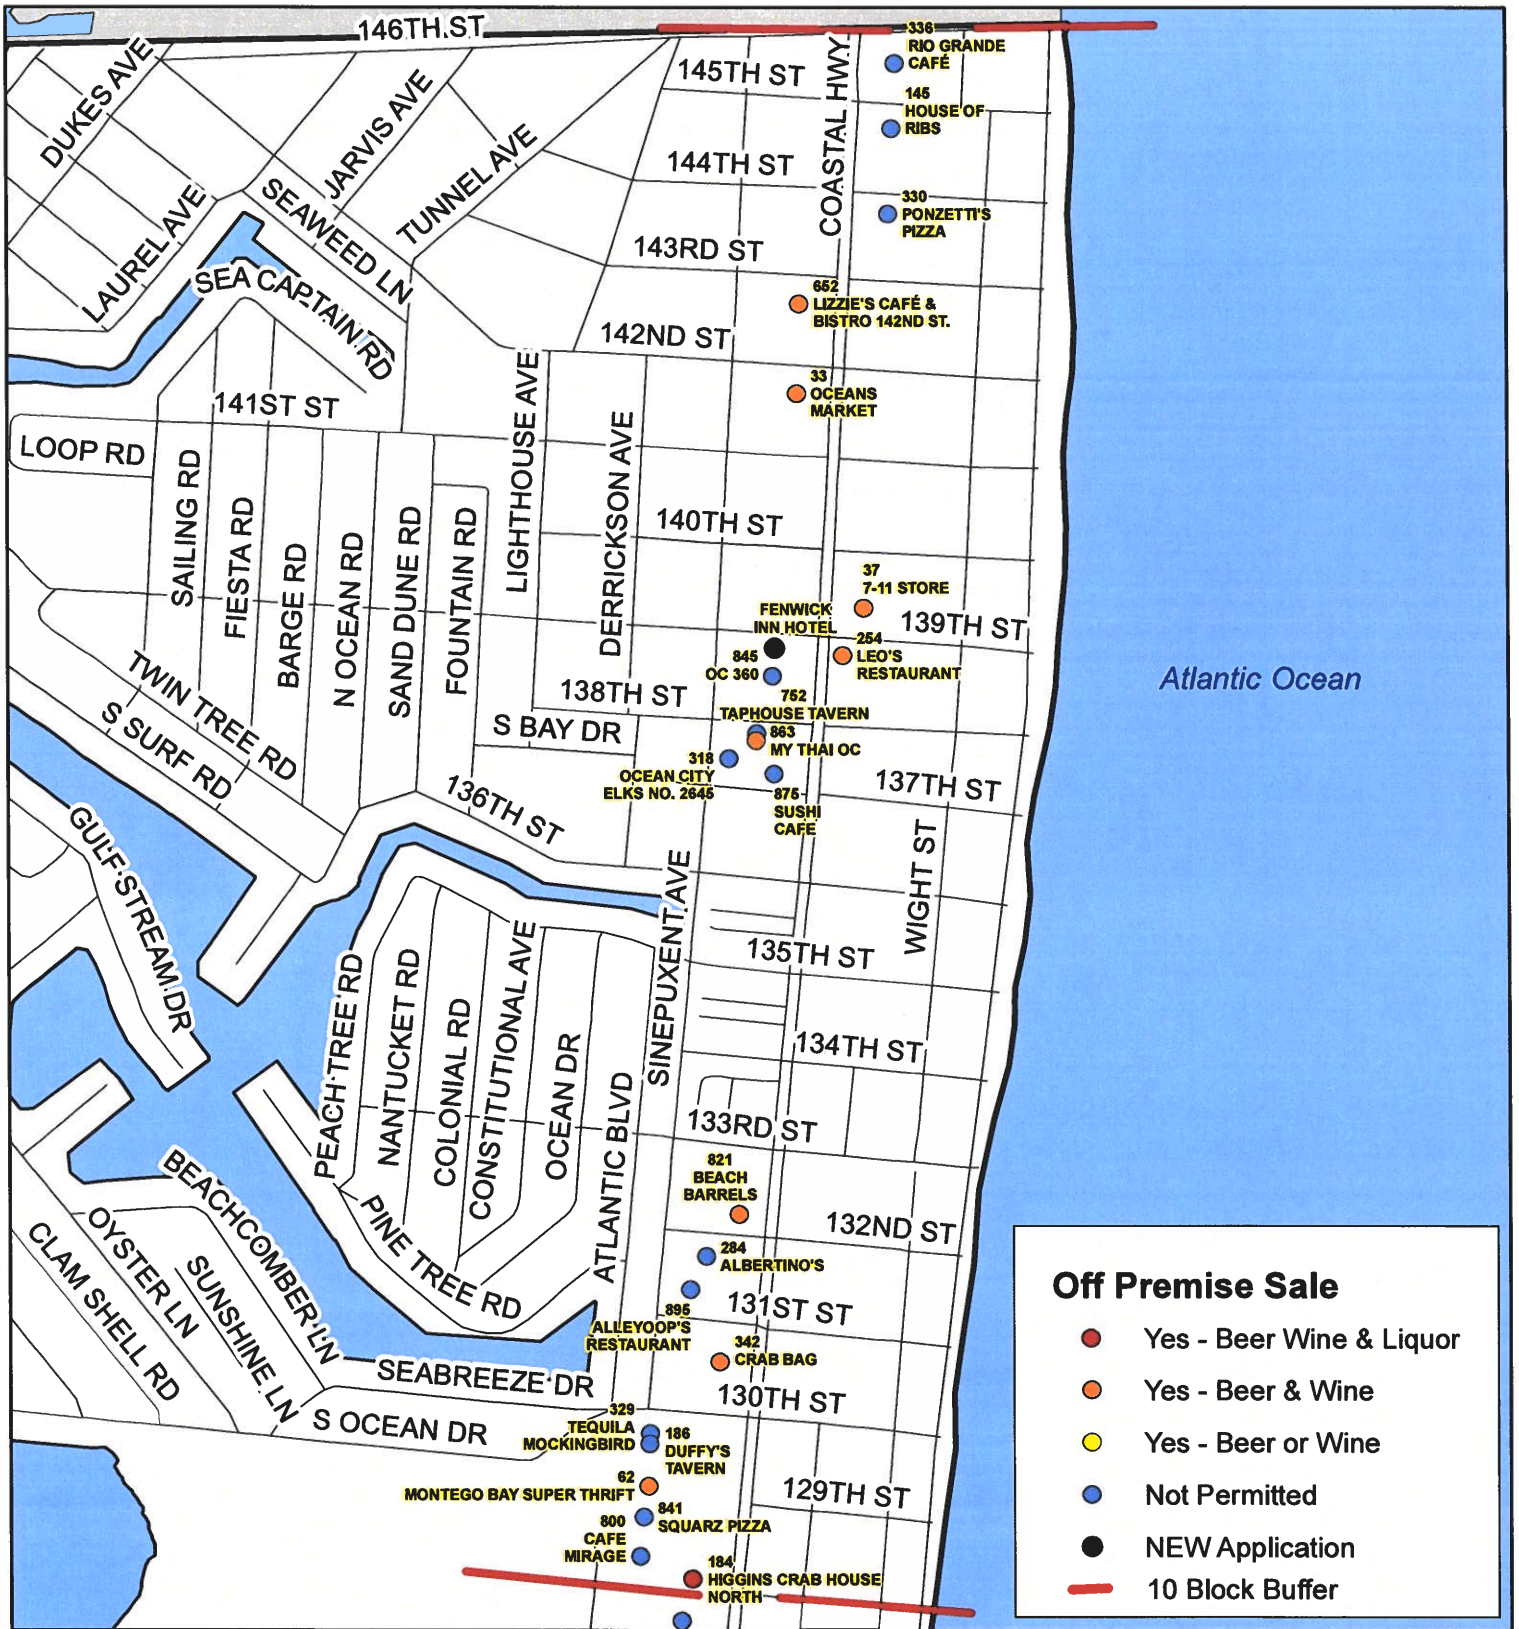 146TH ST
336
RIO GRANDE
CAFÉ
DUKES AVE
JARVIS AVE
145TH ST
COASTAL HWY
145
HOUSE OF
RIBS
TUNNEL AVE
144TH ST
LAUREL AVE
SEAWEED LN
330
PONZETTI'S
PIZZA
143RD ST
SEA CAPTAIN RD
652
LIZZIE'S CAFÉ &
BISTRO 142ND ST.
142ND ST
33
OCEANS
MARKET
141ST ST
LOOP RD
LIGHTHOUSE AVE
DERRICKSON AVE
SAILING RD
FIESTA RD
BARGE RD
N OCEAN RD
SAND DUNE RD
FOUNTAIN RD
140TH ST
37
7-11 STORE
FENWICK
INN HOTEL
139TH ST
254
LEO'S
RESTAURANT
845
OC 360
Atlantic Ocean
TWIN TREE RD
138TH ST
752
TAPHOUSE TAVERN
S SURF RD
S BAY DR
863
MY THAI OC
318
OCEAN CITY
ELKS NO. 2645
875
SUSHI
CAFE
137TH ST
136TH ST
GULF STREAM DR
SINEPUXENT AVE
WIGHT ST
135TH ST
PEACH TREE RD
NANTUCKET RD
COLONIAL RD
CONSTITUTIONAL AVE
OCEAN DR
ATLANTIC BLVD
134TH ST
133RD ST
821
BEACH
BARRELS
BEACHCOMBER LN
132ND ST
PINE TREE RD
OYSTER LN
CLAM SHELL RD
SUNSHINE LN
284
ALBERTINO'S
895
ALLEYOOP'S
RESTAURANT
131ST ST
342
CRAB BAG
SEABREEZE DR
130TH ST
S OCEAN DR
329
TEQUILA
MOCKINGBIRD
186
DUFFY'S
TAVERN
62
MONTEGO BAY SUPER THRIFT
129TH ST
841
SQUARZ PIZZA
800
CAFE
MIRAGE
184
HIGGINS CRAB HOUSE
NORTH
Off Premise Sale
Yes - Beer Wine & Liquor
Yes - Beer & Wine
Yes - Beer or Wine
Not Permitted
NEW Application
10 Block Buffer